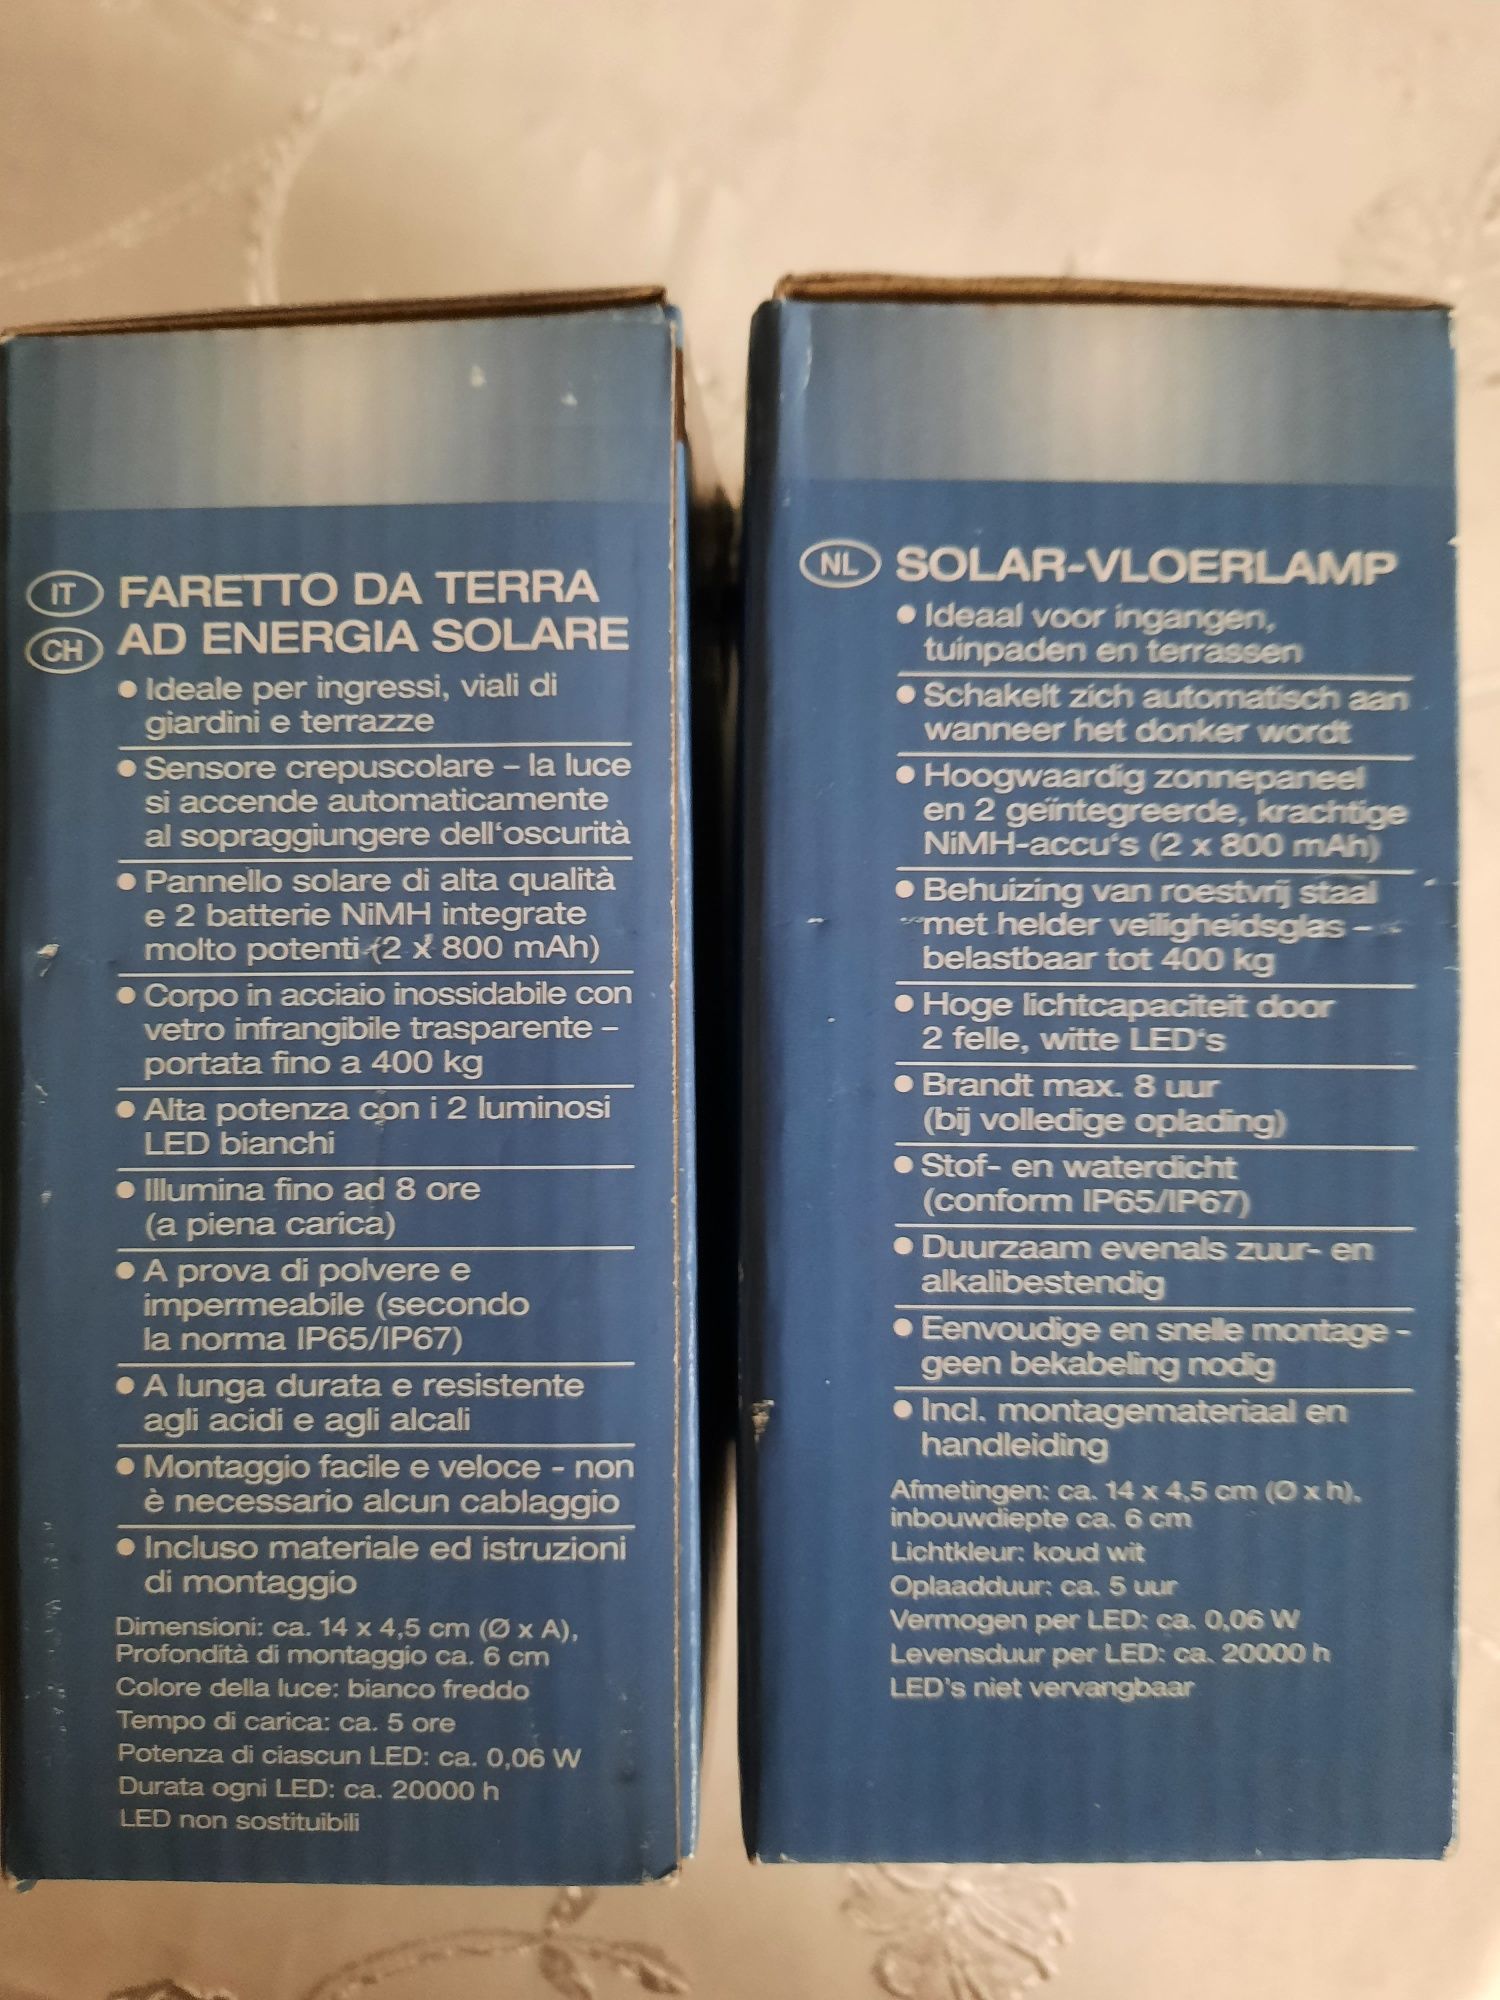 IT FARETTO DA TERRA
CH AD ENERGIA SOLARE
• Ideale per ingressi, viali di
giardini e terrazze
• Sensore crepuscolare – la luce
si accende automaticamente
al sopraggiungere dell‘oscurità
• Pannello solare di alta qualità
e 2 batterie NiMH integrate
molto potenti (2 x 800 mAh)
• Corpo in acciaio inossidabile con
vetro infrangibile trasparente –
portata fino a 400 kg
• Alta potenza con i 2 luminosi
LED bianchi
• Illumina fino ad 8 ore
(a piena carica)
• A prova di polvere e
impermeabile (secondo
la norma IP65/IP67)
• A lunga durata e resistente
agli acidi e agli alcali
• Montaggio facile e veloce - non
è necessario alcun cablaggio
• Incluso materiale ed istruzioni
di montaggio
Dimensioni: ca. 14 x 4,5 cm (Ø x A),
Profondità di montaggio ca. 6 cm
Colore della luce: bianco freddo
Tempo di carica: ca. 5 ore
Potenza di ciascun LED: ca. 0,06 W
Durata ogni LED: ca. 20000 h
LED non sostituibili
NL SOLAR-VLOERLAMP
• Ideaal voor ingangen,
tuinpaden en terrassen
• Schakelt zich automatisch aan
wanneer het donker wordt
• Hoogwaardig zonnepaneel
en 2 geïntegreerde, krachtige
NiMH-accu‘s (2 x 800 mAh)
• Behuizing van roestvrij staal
met helder veiligheidsglas –
belastbaar tot 400 kg
• Hoge lichtcapaciteit door
2 felle, witte LED‘s
• Brandt max. 8 uur
(bij volledige oplading)
• Stof- en waterdicht
(conform IP65/IP67)
• Duurzaam evenals zuur- en
alkalibestendig
• Eenvoudige en snelle montage -
geen bekabeling nodig
• Incl. montagemateriaal en
handleiding
Afmetingen: ca. 14 x 4,5 cm (Ø x h),
inbouwdiepte ca. 6 cm
Lichtkleur: koud wit
Oplaadduur: ca. 5 uur
Vermogen per LED: ca. 0,06 W
Levensduur per LED: ca. 20000 h
LED's niet vervangbaar